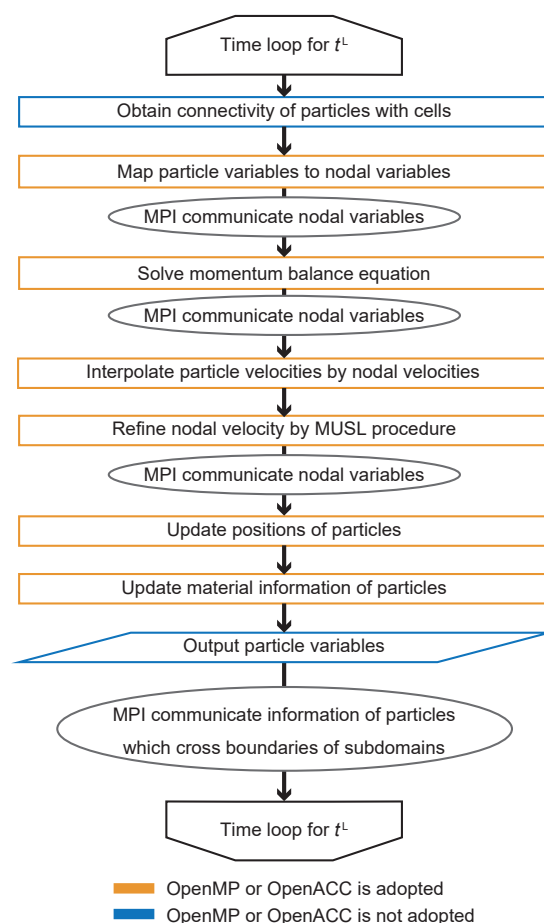 Time loop for tᴸ
Obtain connectivity of particles with cells
Map particle variables to nodal variables
MPI communicate nodal variables
Solve momentum balance equation
MPI communicate nodal variables
Interpolate particle velocities by nodal velocities
Refine nodal velocity by MUSL procedure
MPI communicate nodal variables
Update positions of particles
Update material information of particles
Output particle variables
MPI communicate information of particles
which cross boundaries of subdomains
Time loop for tᴸ
OpenMP or OpenACC is adopted
OpenMP or OpenACC is not adopted